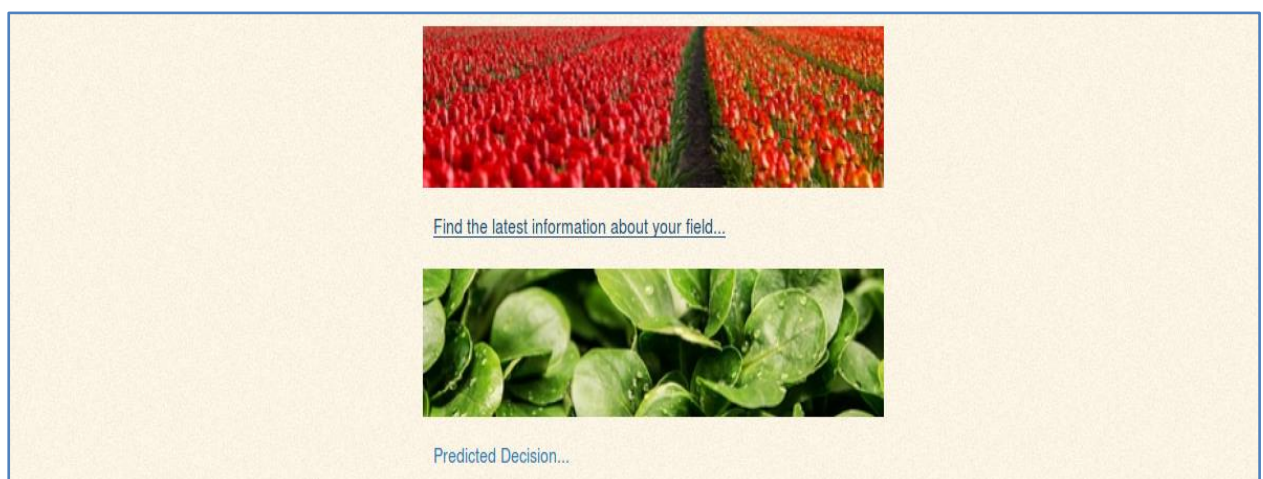 Find the latest information about your field...
Predicted Decision...